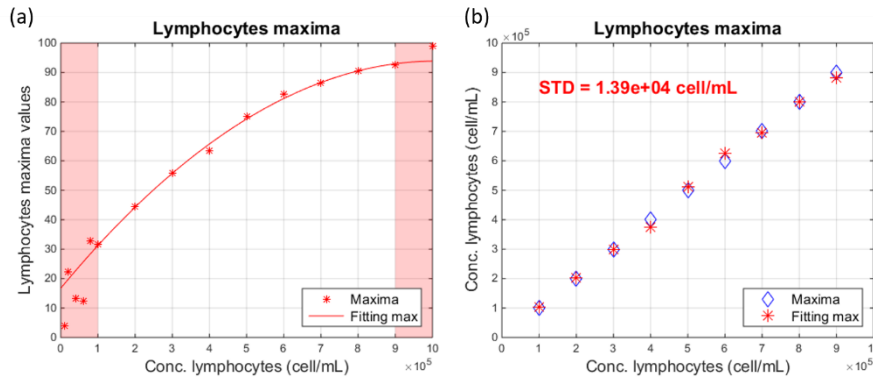 (a)
Lymphocytes maxima
Lymphocytes maxima values
100
90
80
70
60
50
40
30
20
10
0
0 1 2 3 4 5 6 7 8 9 10
Conc. lymphocytes (cell/mL)
×10^5
Maxima
Fitting max
(b)
Lymphocytes maxima
×10^5
STD = 1.39e+04 cell/mL
Conc. lymphocytes (cell/mL)
10
9
8
7
6
5
4
3
2
1
0
0 1 2 3 4 5 6 7 8 9 10
Conc. lymphocytes (cell/mL)
×10^5
Maxima
Fitting max